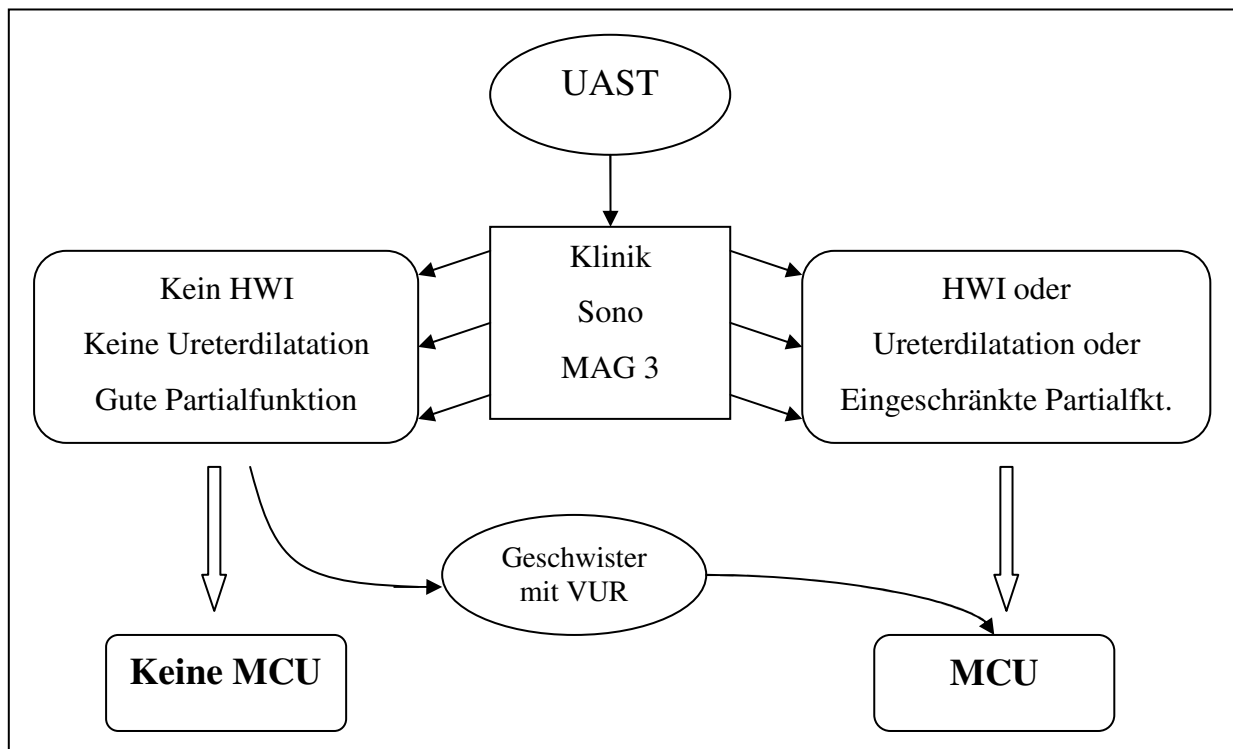 UAST
Klinik
Sono
MAG 3
Kein HWI
Keine Ureterdilatation
Gute Partialfunktion
HWI oder
Ureterdilatation oder
Eingeschränkte Partialfkt.
Geschwister
mit VUR
Keine MCU
MCU